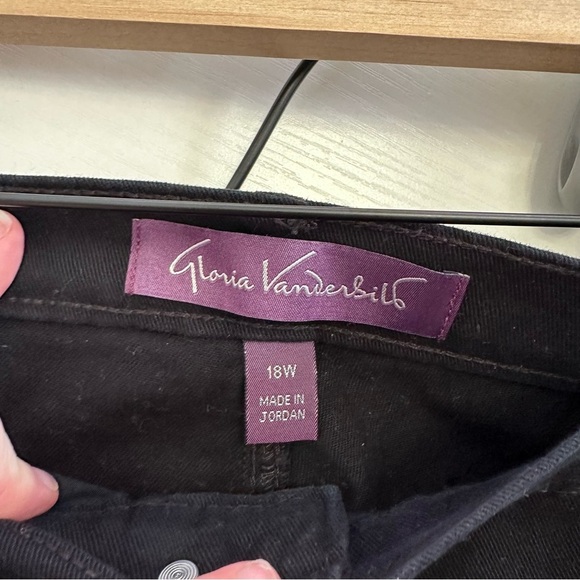 Gloria Vanderbilt
18W
MADE IN
JORDAN